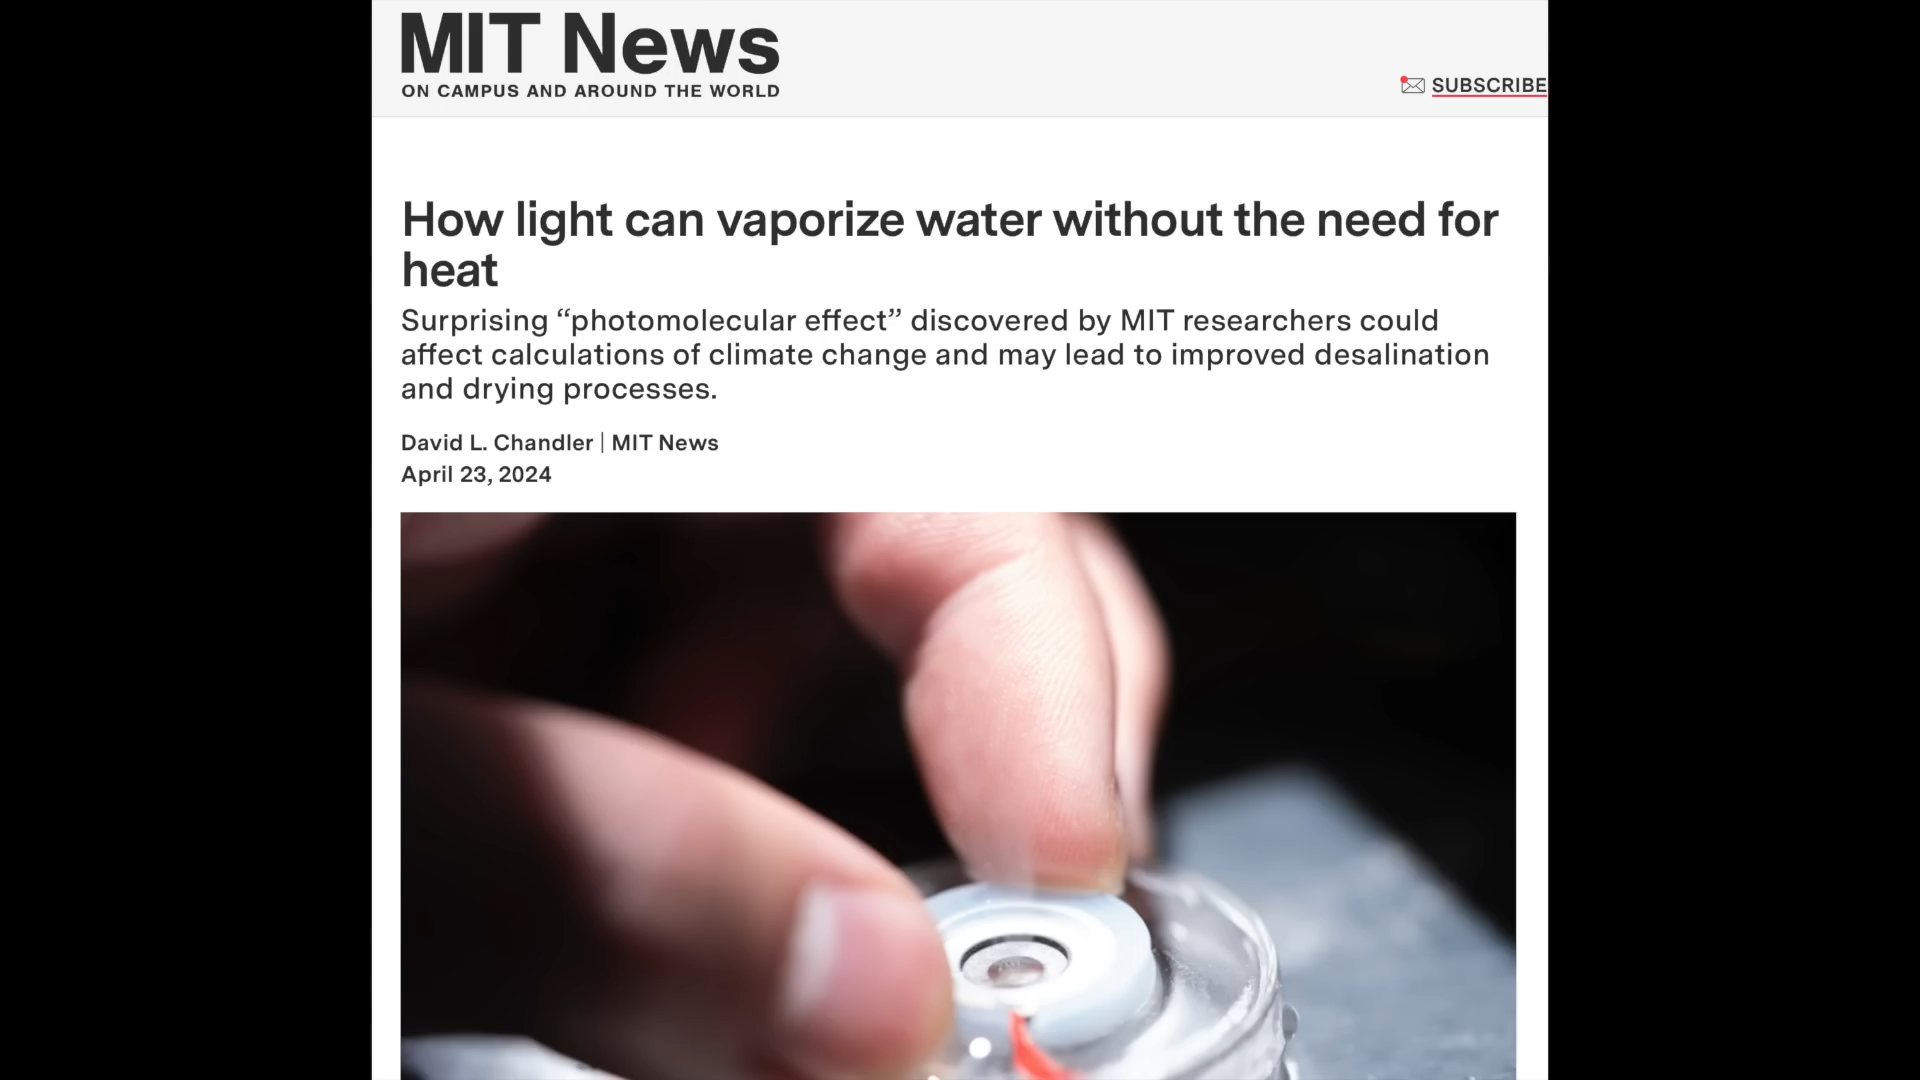 MIT News
ON CAMPUS AND AROUND THE WORLD
SUBSCRIBE
How light can vaporize water without the need for
heat
Surprising “photomolecular effect” discovered by MIT researchers could
affect calculations of climate change and may lead to improved desalination
and drying processes.
David L. Chandler | MIT News
April 23, 2024